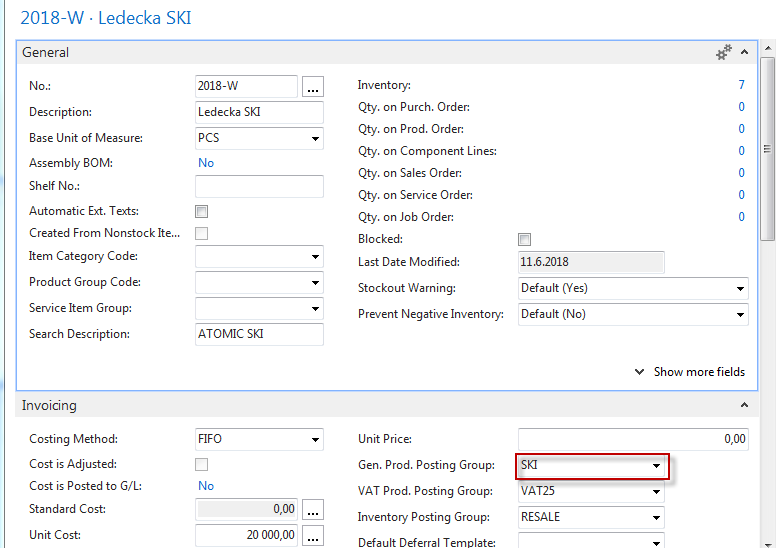 2018-W · Ledecka SKI
General
No.: 2018-W ...
Description: Ledecka SKI
Base Unit of Measure: PCS
Assembly BOM: No
Shelf No.:
Automatic Ext. Texts:
Created From Nonstock Ite...
Item Category Code:
Product Group Code:
Service Item Group:
Search Description: ATOMIC SKI
Inventory: 7
Qty. on Purch. Order: 0
Qty. on Prod. Order: 0
Qty. on Component Lines: 0
Qty. on Sales Order: 0
Qty. on Service Order: 0
Qty. on Job Order: 0
Blocked:
Last Date Modified: 11.6.2018
Stockout Warning: Default (Yes)
Prevent Negative Inventory: Default (No)
Show more fields
Invoicing
Costing Method: FIFO
Cost is Adjusted:
Cost is Posted to G/L: No
Standard Cost: 0,00 ...
Unit Cost: 20 000,00 ...
Unit Price: 0,00
Gen. Prod. Posting Group: SKI
VAT Prod. Posting Group: VAT25
Inventory Posting Group: RESALE
Default Deferral Template: